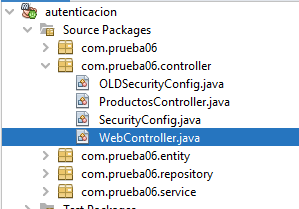 autenticacion
Source Packages
com.prueba06
com.prueba06.controller
OLDSecurityConfig.java
ProductosController.java
SecurityConfig.java
WebController.java
com.prueba06.entity
com.prueba06.repository
com.prueba06.service
Test Packages